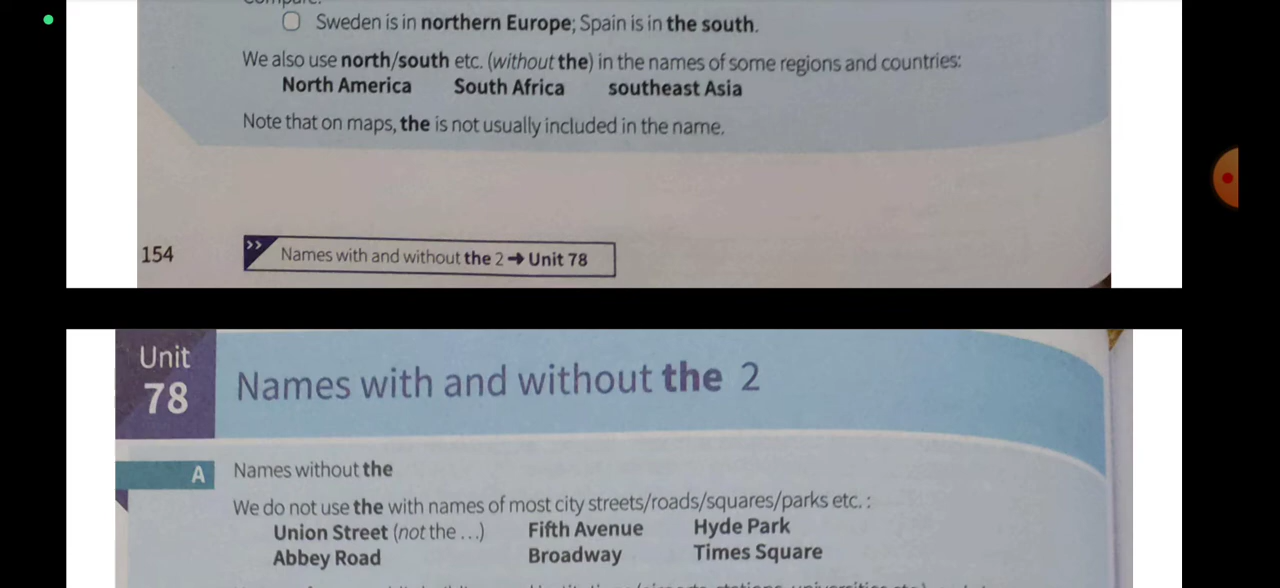 Sweden is in northern Europe; Spain is in the south.
We also use north/south etc. (without the) in the names of some regions and countries:
North America South Africa southeast Asia
Note that on maps, the is not usually included in the name.
154
>> Names with and without the 2 → Unit 78
Unit
78
Names with and without the 2
A Names without the
We do not use the with names of most city streets/roads/squares/parks etc. :
Union Street (not the ...) Fifth Avenue Hyde Park
Abbey Road Broadway Times Square